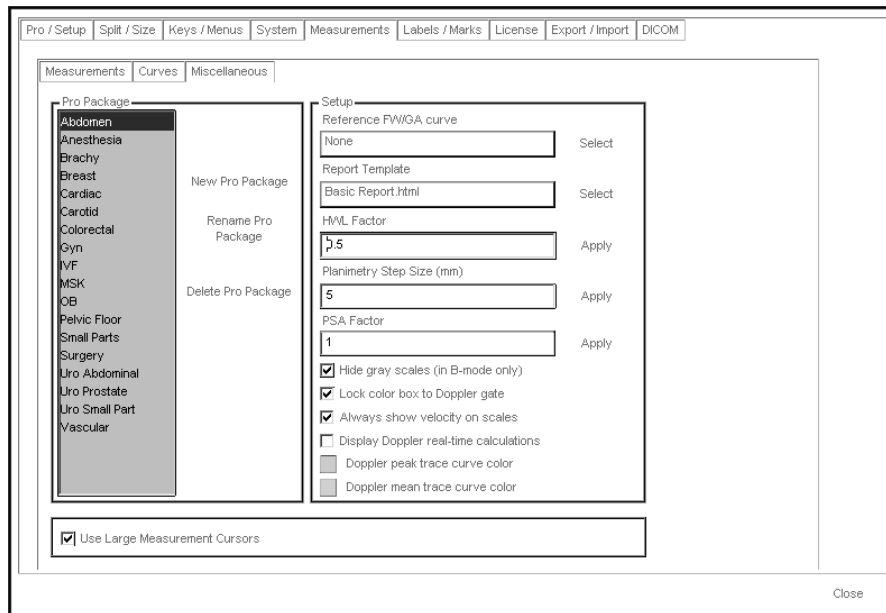 Pro / Setup Split / Size Keys / Menus System Measurements Labels / Marks License Export / Import DICOM
Measurements Curves Miscellaneous
Pro Package
Abdomen
Anesthesia
Brachy
Breast
Cardiac
Carotid
Colorectal
Gyn
IVF
MSK
OB
Pelvic Floor
Small Parts
Surgery
Uro Abdominal
Uro Prostate
Uro Small Part
Vascular
New Pro Package
Rename Pro
Package
Delete Pro Package
Setup
Reference FW/GA curve
None Select
Report Template
Basic Report.html Select
HWL Factor
Apply
Planimetry Step Size (mm)
5 Apply
PSA Factor
1 Apply
Hide gray scales (in B-mode only)
Lock color box to Doppler gate
Always show velocity on scales
Display Doppler real-time calculations
Doppler peak trace curve color
Doppler mean trace curve color
Use Large Measurement Cursors
Close